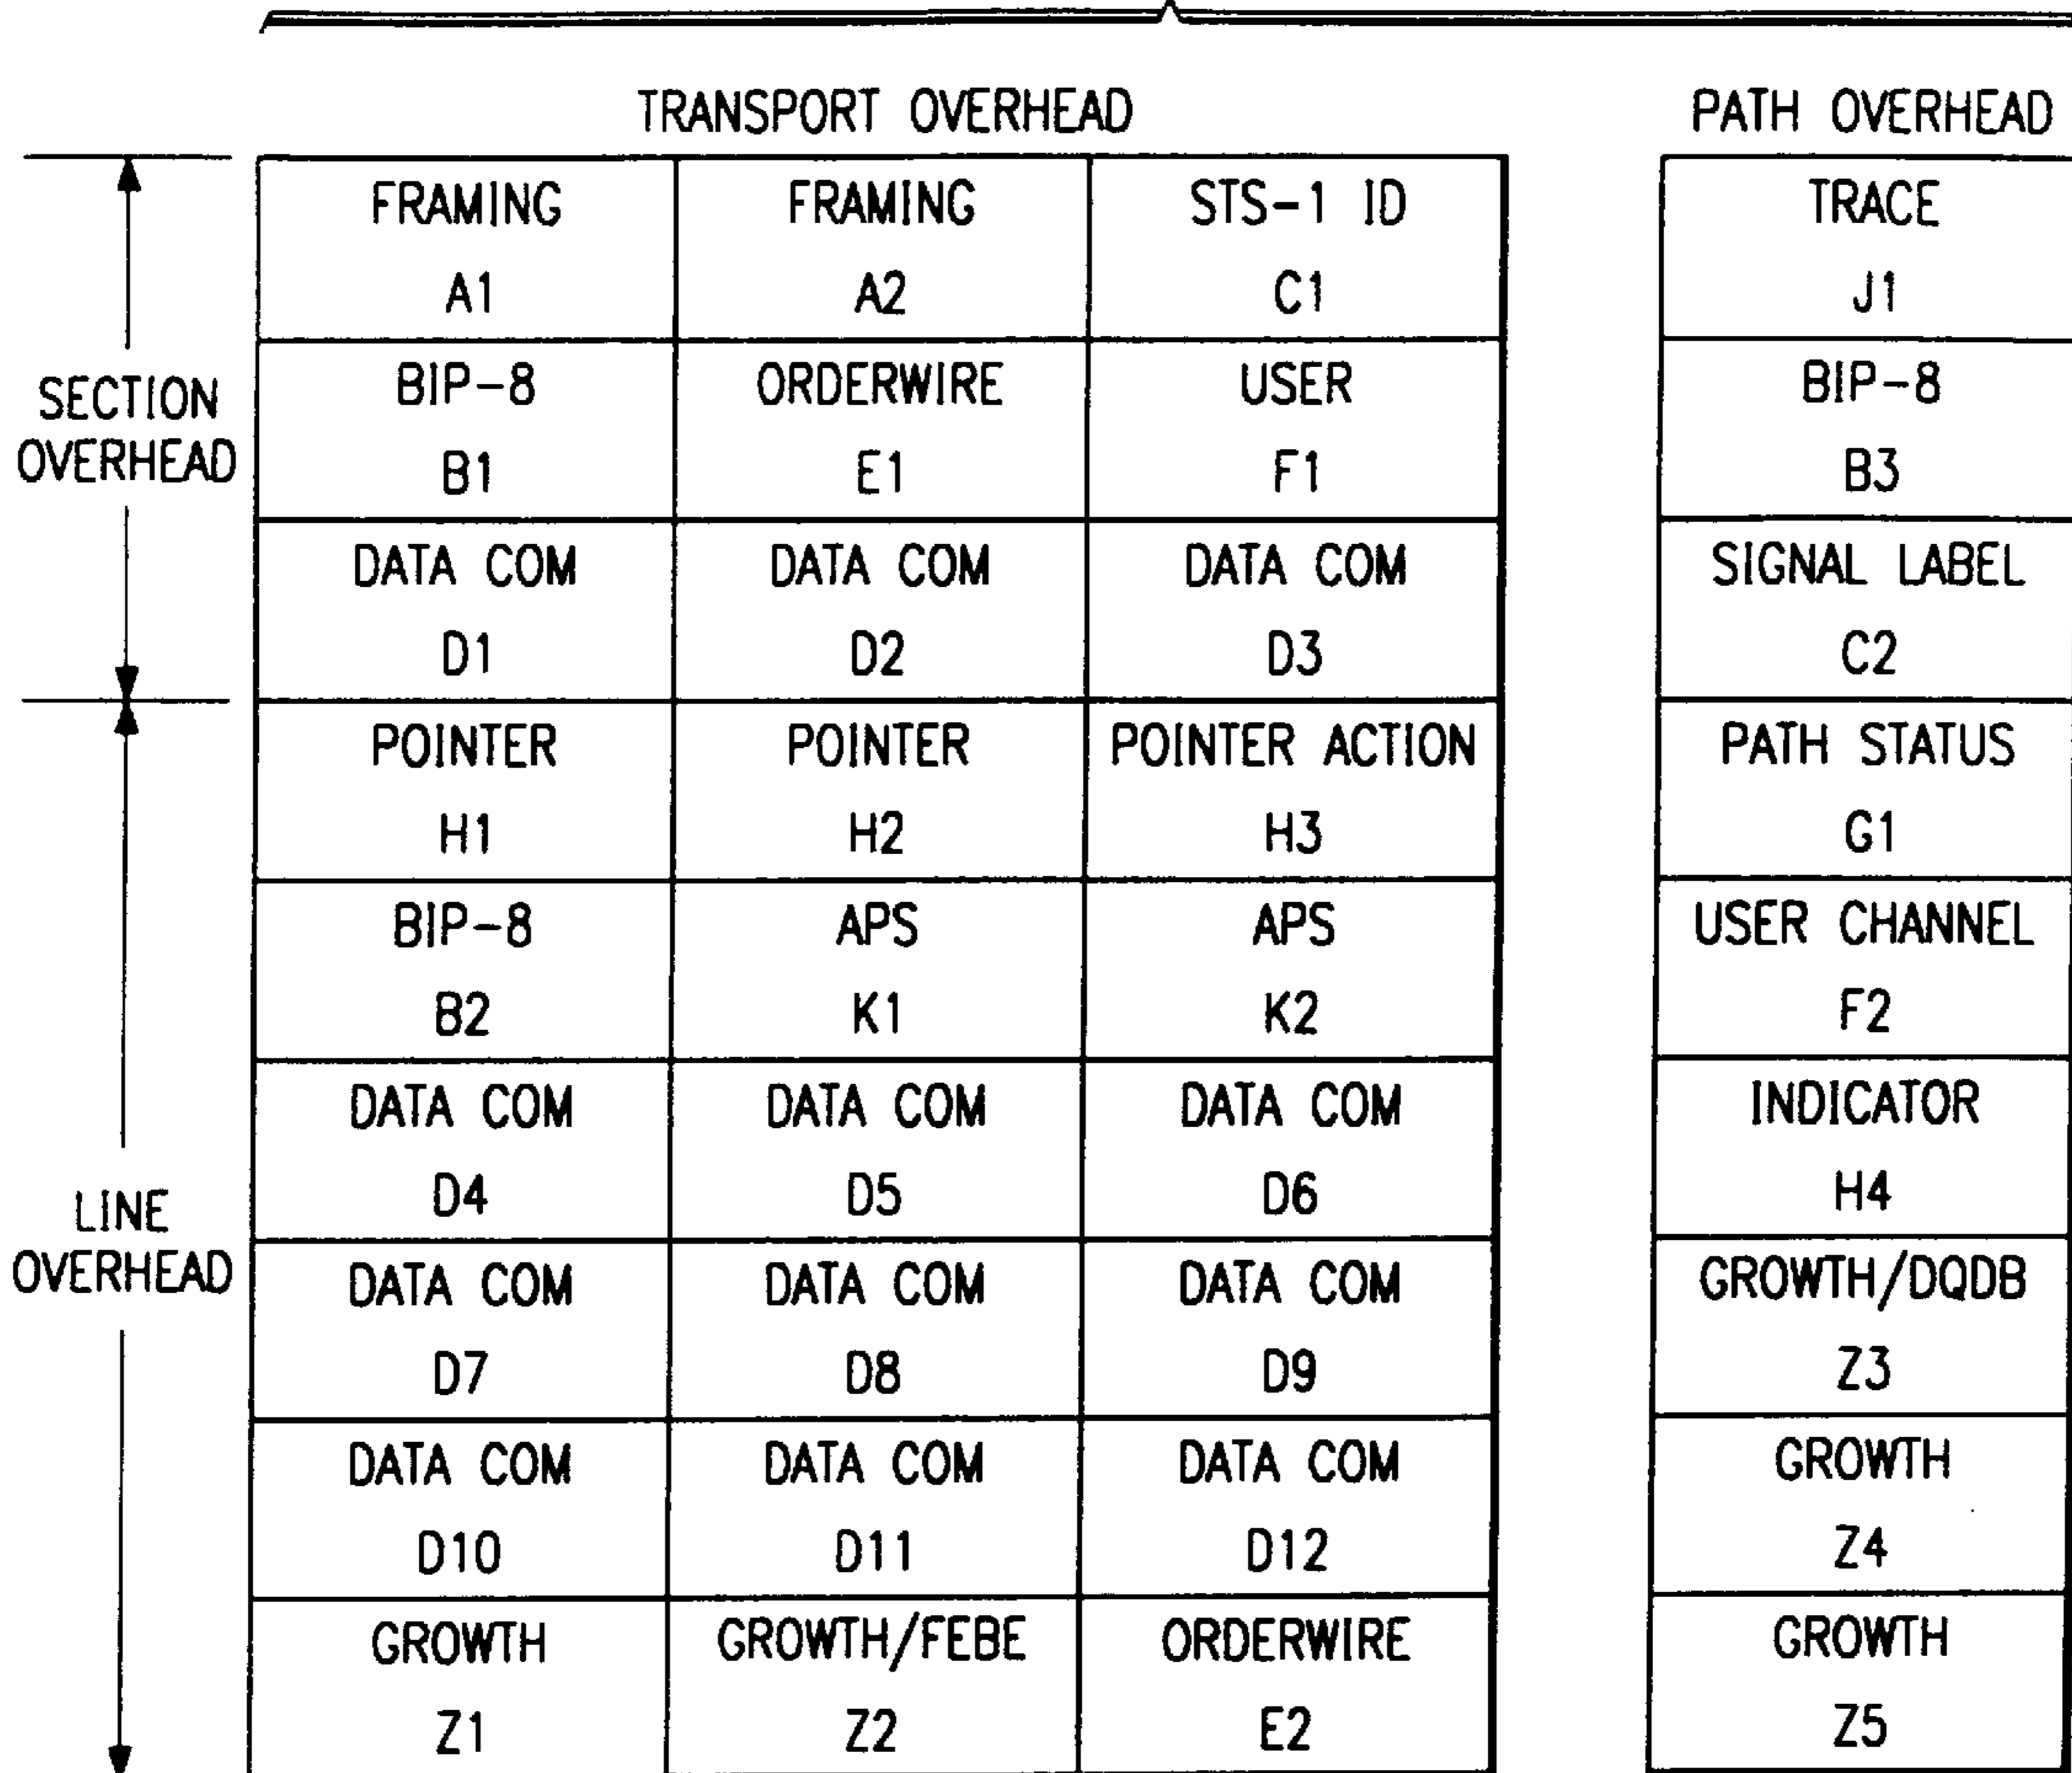 TRANSPORT OVERHEAD PATH OVERHEAD
FRAMING FRAMING STS-1 ID TRACE
A1 A2 C1 J1
SECTION OVERHEAD
BIP-8 ORDERWIRE USER BIP-8
B1 E1 F1 B3
DATA COM DATA COM DATA COM SIGNAL LABEL
D1 D2 D3 C2
POINTER POINTER POINTER ACTION PATH STATUS
H1 H2 H3 G1
BIP-8 APS APS USER CHANNEL
B2 K1 K2 F2
DATA COM DATA COM DATA COM INDICATOR
D4 D5 D6 H4
LINE OVERHEAD
DATA COM DATA COM DATA COM GROWTH/DQDB
D7 D8 D9 Z3
DATA COM DATA COM DATA COM GROWTH
D10 D11 D12 Z4
GROWTH GROWTH/FEBE ORDERWIRE GROWTH
Z1 Z2 E2 Z5